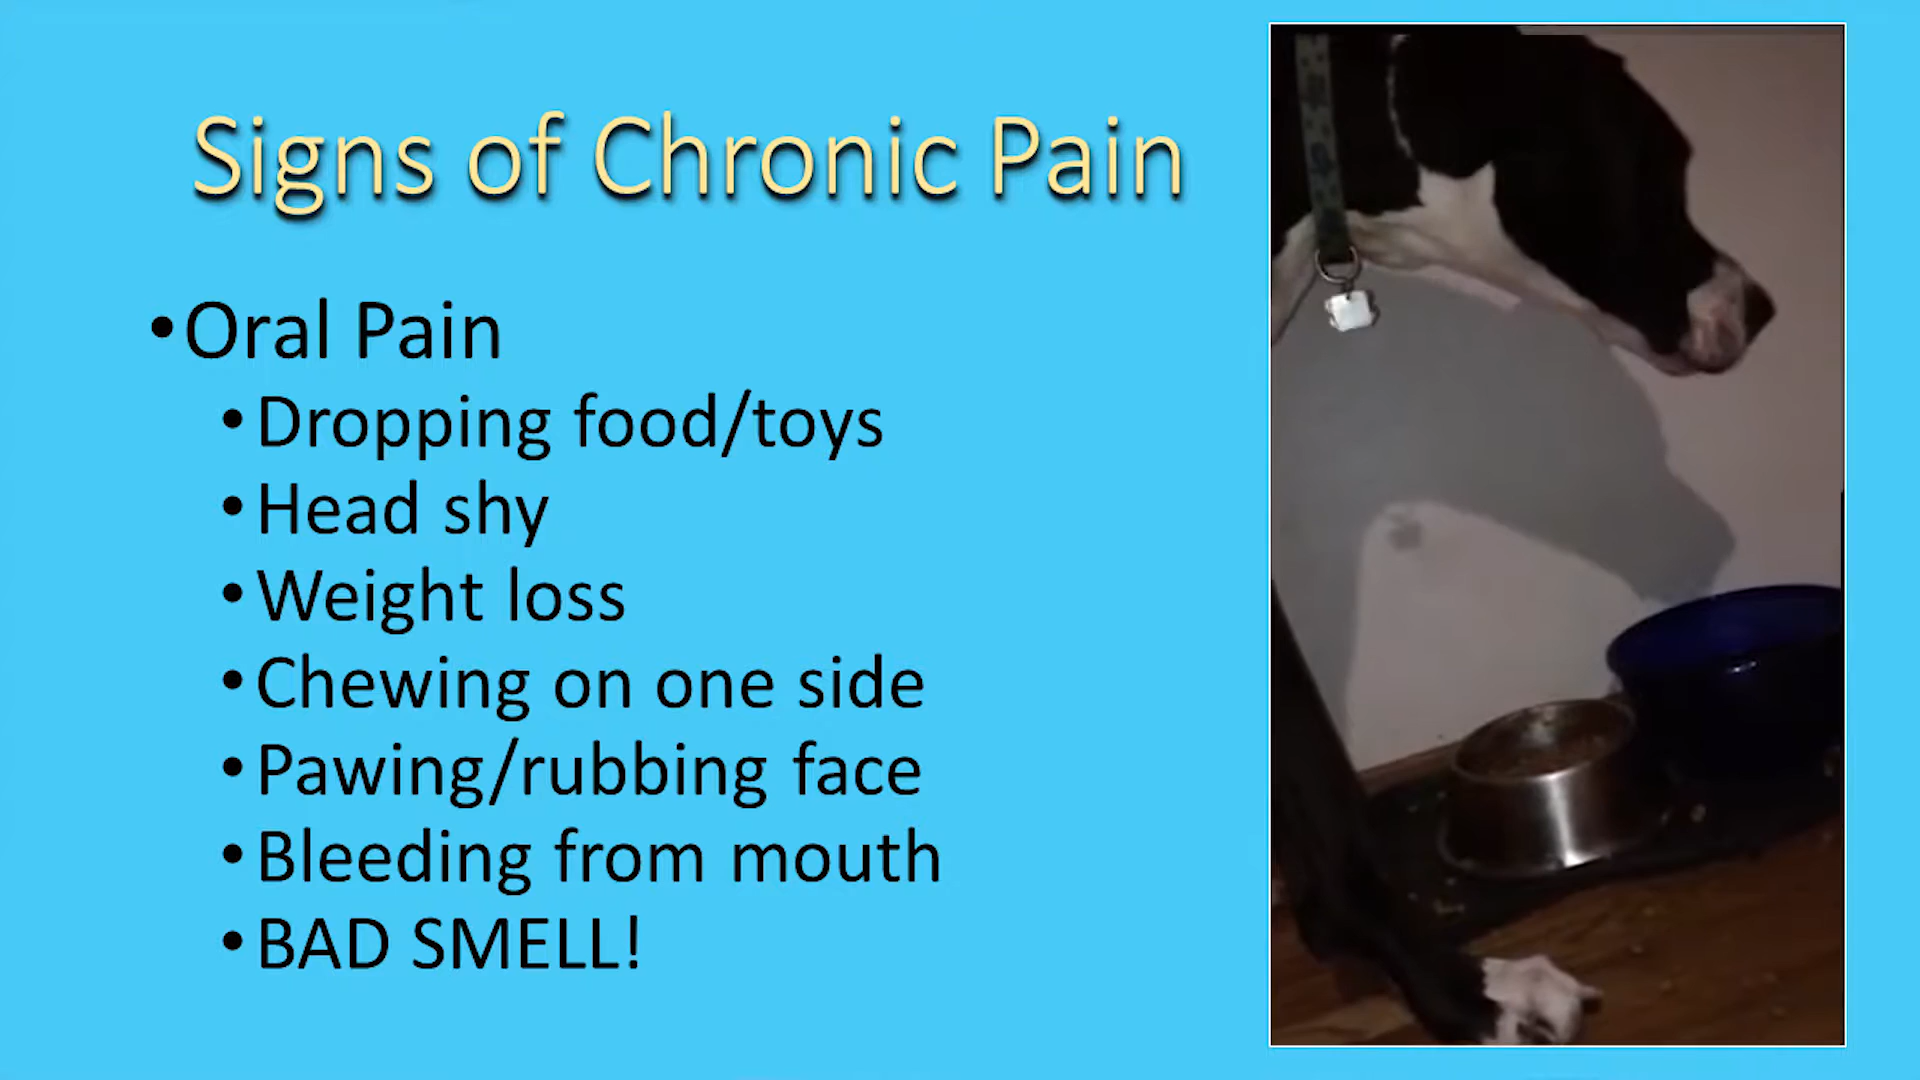 Signs of Chronic Pain
•Oral Pain
•Dropping food/toys
•Head shy
•Weight loss
•Chewing on one side
•Pawing/rubbing face
•Bleeding from mouth
•BAD SMELL!